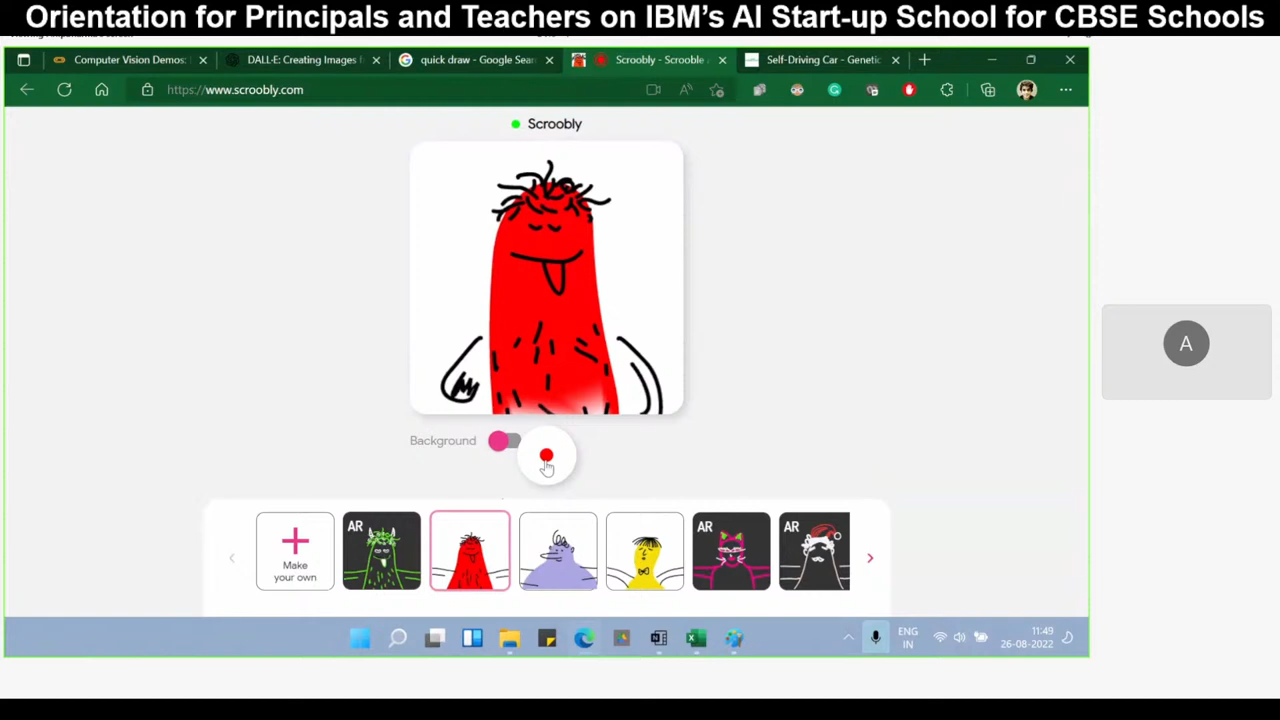 Orientation for Principals and Teachers on IBM's AI Start-up School for CBSE Schools
Computer Vision Demos:
DALL·E: Creating Images f
quick draw - Google Sear
Scroobly - Scrooble
Self-Driving Car - Genetic
https://www.scroobly.com
Scroobly
Background
Make
your own
AR
AR
AR
A
ENG
IN
11:49
26-08-2022